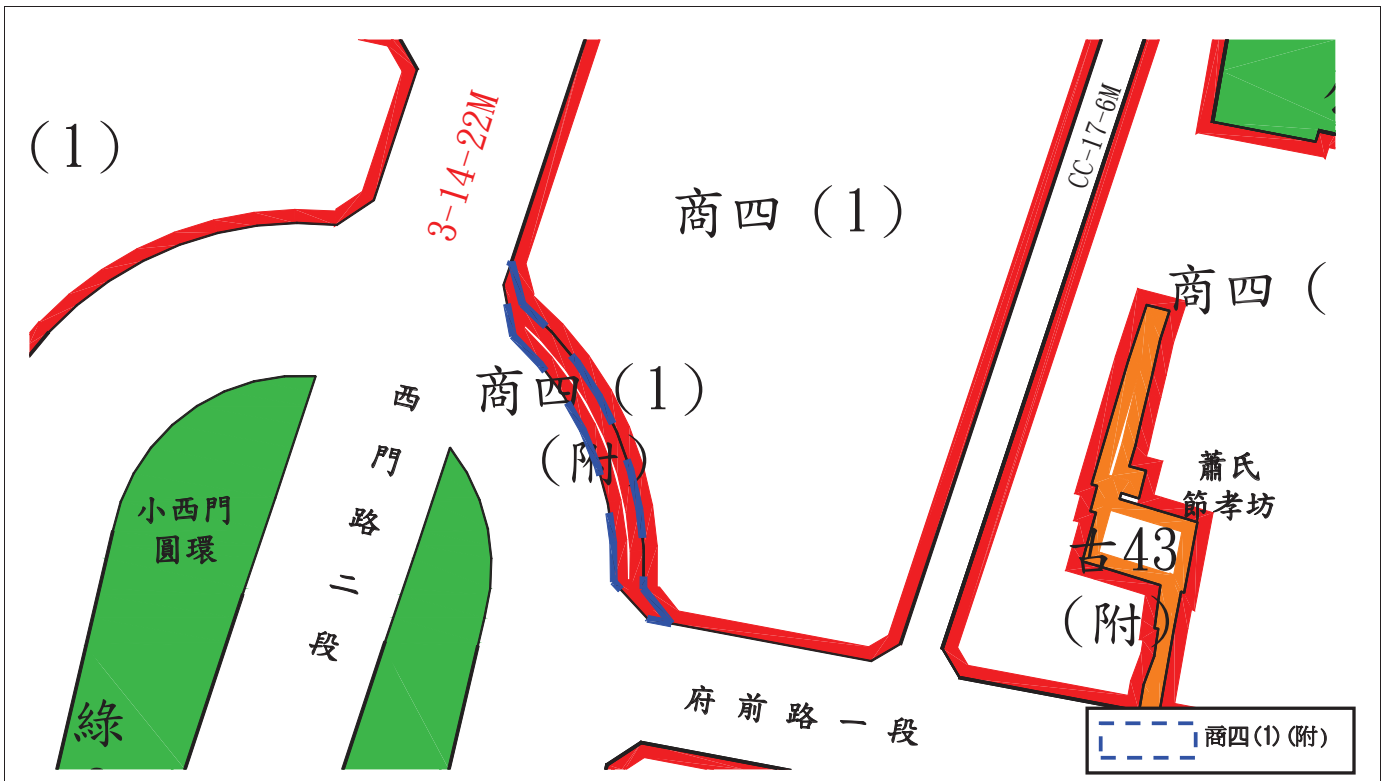 (1)
3-14-22M
商四(1)
CC-17-6M
商四(
商四(1)
(附)
西門路二段
小西門
圓環
蕭氏
節孝坊
古43
(附)
綠
府前路一段
商四(1)(附)